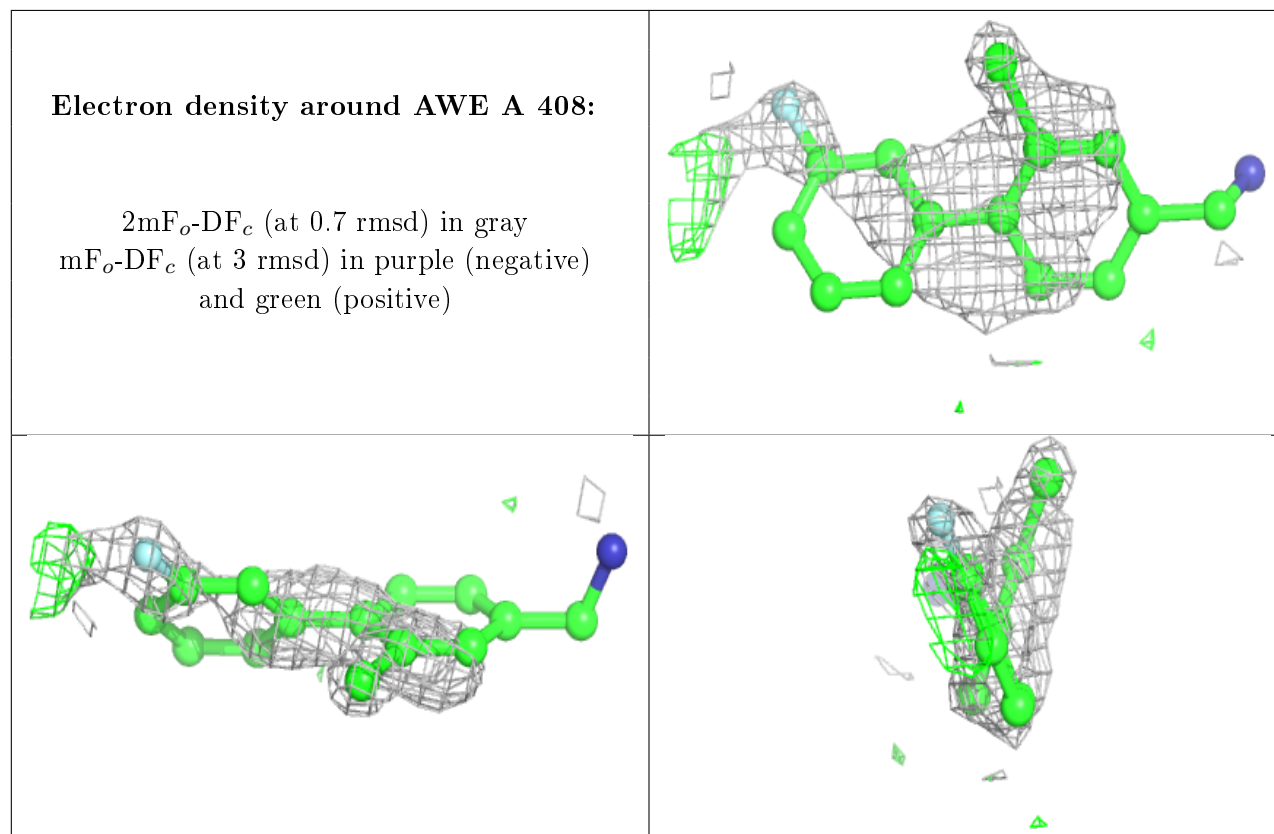 Electron density around AWE A 408:
2mFₒ-DF𝒸 (at 0.7 rmsd) in gray
mFₒ-DF𝒸 (at 3 rmsd) in purple (negative)
and green (positive)